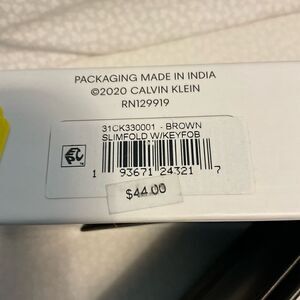 PACKAGING MADE IN INDIA
©2020 CALVIN KLEIN
RN129919
31CK330001 - BROWN
SLIMFOLD W/KEYFOB
1 93671 24321 7
$44.00